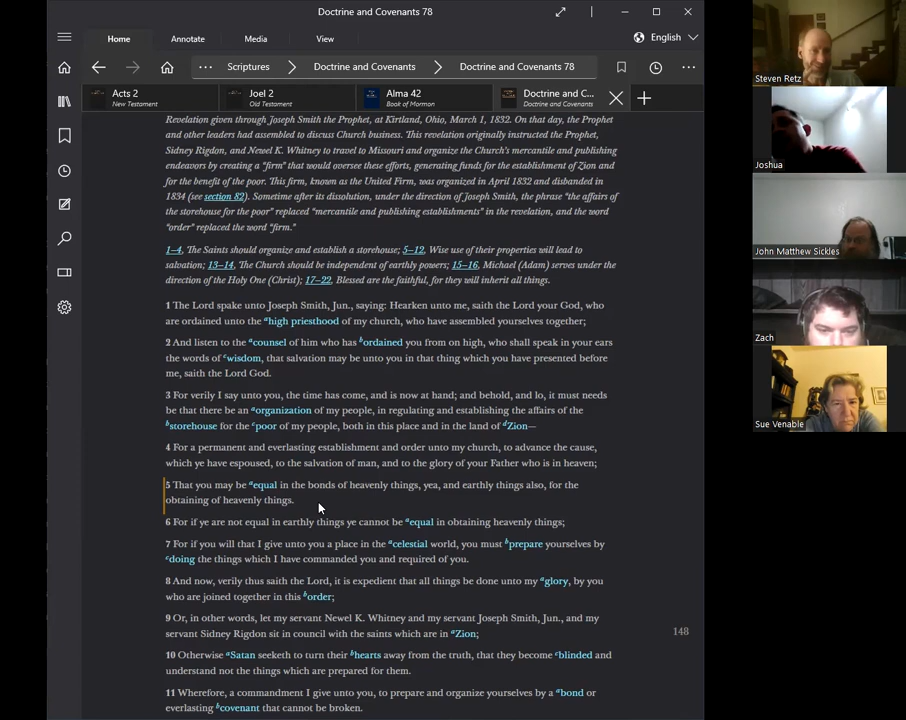 Doctrine and Covenants 78
Home Annotate Media View English
Scriptures Doctrine and Covenants Doctrine and Covenants 78
Acts 2
New Testament
Joel 2
Old Testament
Alma 42
Book of Mormon
Doctrine and C...
Doctrine and Covenants
Revelation given through Joseph Smith the Prophet, at Kirtland, Ohio, March 1, 1832. On that day, the Prophet
and other leaders had assembled to discuss Church business. This revelation originally instructed the Prophet,
Sidney Rigdon, and Newel K. Whitney to travel to Missouri and organize the Church's mercantile and publishing
endeavors by creating a "firm" that would oversee these efforts, generating funds for the establishment of Zion and
for the benefit of the poor. This firm, known as the United Firm, was organized in April 1832 and disbanded in
1834 (see section 82). Sometime after its dissolution, under the direction of Joseph Smith, the phrase "the affairs of
the storehouse for the poor" replaced "mercantile and publishing establishments" in the revelation, and the word
"order" replaced the word "firm."
1–4, The Saints should organize and establish a storehouse; 5–12, Wise use of their properties will lead to
salvation; 13–14, The Church should be independent of earthly powers; 15–16, Michael (Adam) serves under the
direction of the Holy One (Christ); 17–22, Blessed are the faithful, for they will inherit all things.
1 The Lord spake unto Joseph Smith, Jun., saying: Hearken unto me, saith the Lord your God, who
are ordained unto the ahigh priesthood of my church, who have assembled yourselves together;
2 And listen to the acounsel of him who has bordained you from on high, who shall speak in your ears
the words of cwisdom, that salvation may be unto you in that thing which you have presented before
me, saith the Lord God.
3 For verily I say unto you, the time has come, and is now at hand; and behold, and lo, it must needs
be that there be an aorganization of my people, in regulating and establishing the affairs of the
bstorehouse for the cpoor of my people, both in this place and in the land of dZion—
4 For a permanent and everlasting establishment and order unto my church, to advance the cause,
which ye have espoused, to the salvation of man, and to the glory of your Father who is in heaven;
5 That you may be aequal in the bonds of heavenly things, yea, and earthly things also, for the
obtaining of heavenly things.
6 For if ye are not equal in earthly things ye cannot be aequal in obtaining heavenly things;
7 For if you will that I give unto you a place in the acelestial world, you must bprepare yourselves by
cdoing the things which I have commanded you and required of you.
8 And now, verily thus saith the Lord, it is expedient that all things be done unto my aglory, by you
who are joined together in this border;
9 Or, in other words, let my servant Newel K. Whitney and my servant Joseph Smith, Jun., and my
servant Sidney Rigdon sit in council with the saints which are in aZion;
148
10 Otherwise aSatan seeketh to turn their bhearts away from the truth, that they become cblinded and
understand not the things which are prepared for them.
11 Wherefore, a commandment I give unto you, to prepare and organize yourselves by a abond or
everlasting bcovenant that cannot be broken.
Steven Retz
Joshua
John Matthew Sickles
Zach
Sue Venable